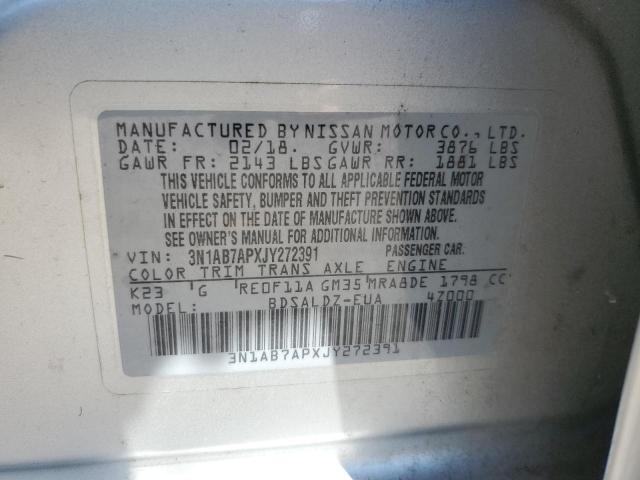 MANUFACTURED BY NISSAN MOTOR CO., LTD.
DATE: 02/18. GVWR: 3876 LBS
GAWR FR: 2143 LBS GAWR RR: 1881 LBS
THIS VEHICLE CONFORMS TO ALL APPLICABLE FEDERAL MOTOR
VEHICLE SAFETY, BUMPER AND THEFT PREVENTION STANDARDS
IN EFFECT ON THE DATE OF MANUFACTURE SHOWN ABOVE.
SEE OWNER'S MANUAL FOR ADDITIONAL INFORMATION.
VIN: 3N1AB7APXJY272391 PASSENGER CAR.
COLOR TRIM TRANS AXLE ENGINE
K23 'G RE0F11A GM35 MRA8DE 1798 CC
MODEL: BDSALDZ-EUA 47000
3N1AB7APXJY272391